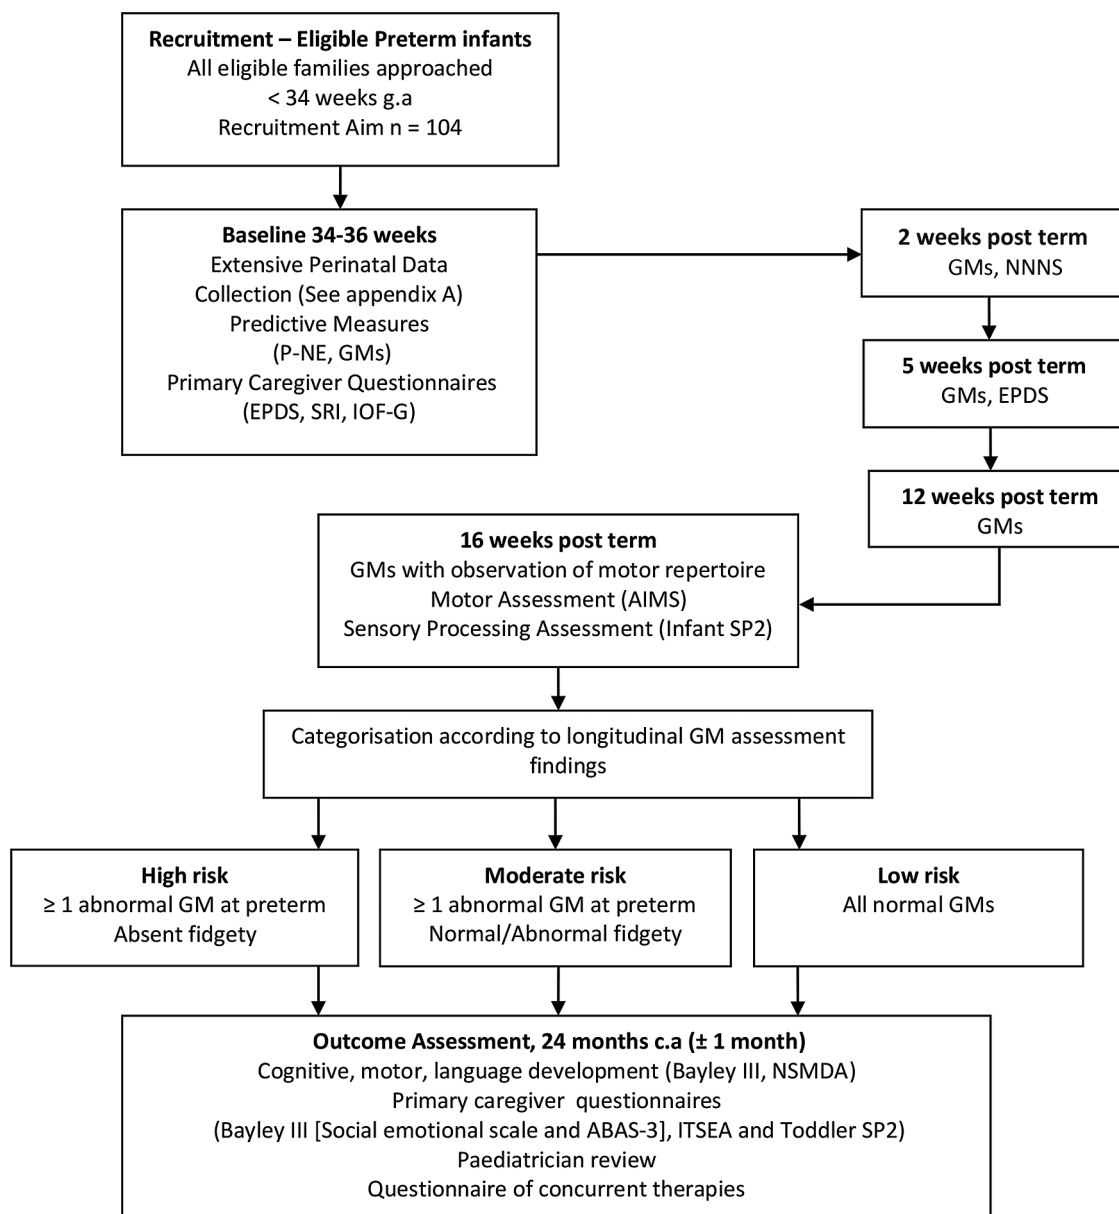 Recruitment – Eligible Preterm infants
All eligible families approached
< 34 weeks g.a
Recruitment Aim n = 104
Baseline 34-36 weeks
Extensive Perinatal Data
Collection (See appendix A)
Predictive Measures
(P-NE, GMs)
Primary Caregiver Questionnaires
(EPDS, SRI, IOF-G)
2 weeks post term
GMs, NNNS
5 weeks post term
GMs, EPDS
12 weeks post term
GMs
16 weeks post term
GMs with observation of motor repertoire
Motor Assessment (AIMS)
Sensory Processing Assessment (Infant SP2)
Categorisation according to longitudinal GM assessment
findings
High risk
≥ 1 abnormal GM at preterm
Absent fidgety
Moderate risk
≥ 1 abnormal GM at preterm
Normal/Abnormal fidgety
Low risk
All normal GMs
Outcome Assessment, 24 months c.a (± 1 month)
Cognitive, motor, language development (Bayley III, NSMDA)
Primary caregiver questionnaires
(Bayley III [Social emotional scale and ABAS-3], ITSEA and Toddler SP2)
Paediatrician review
Questionnaire of concurrent therapies